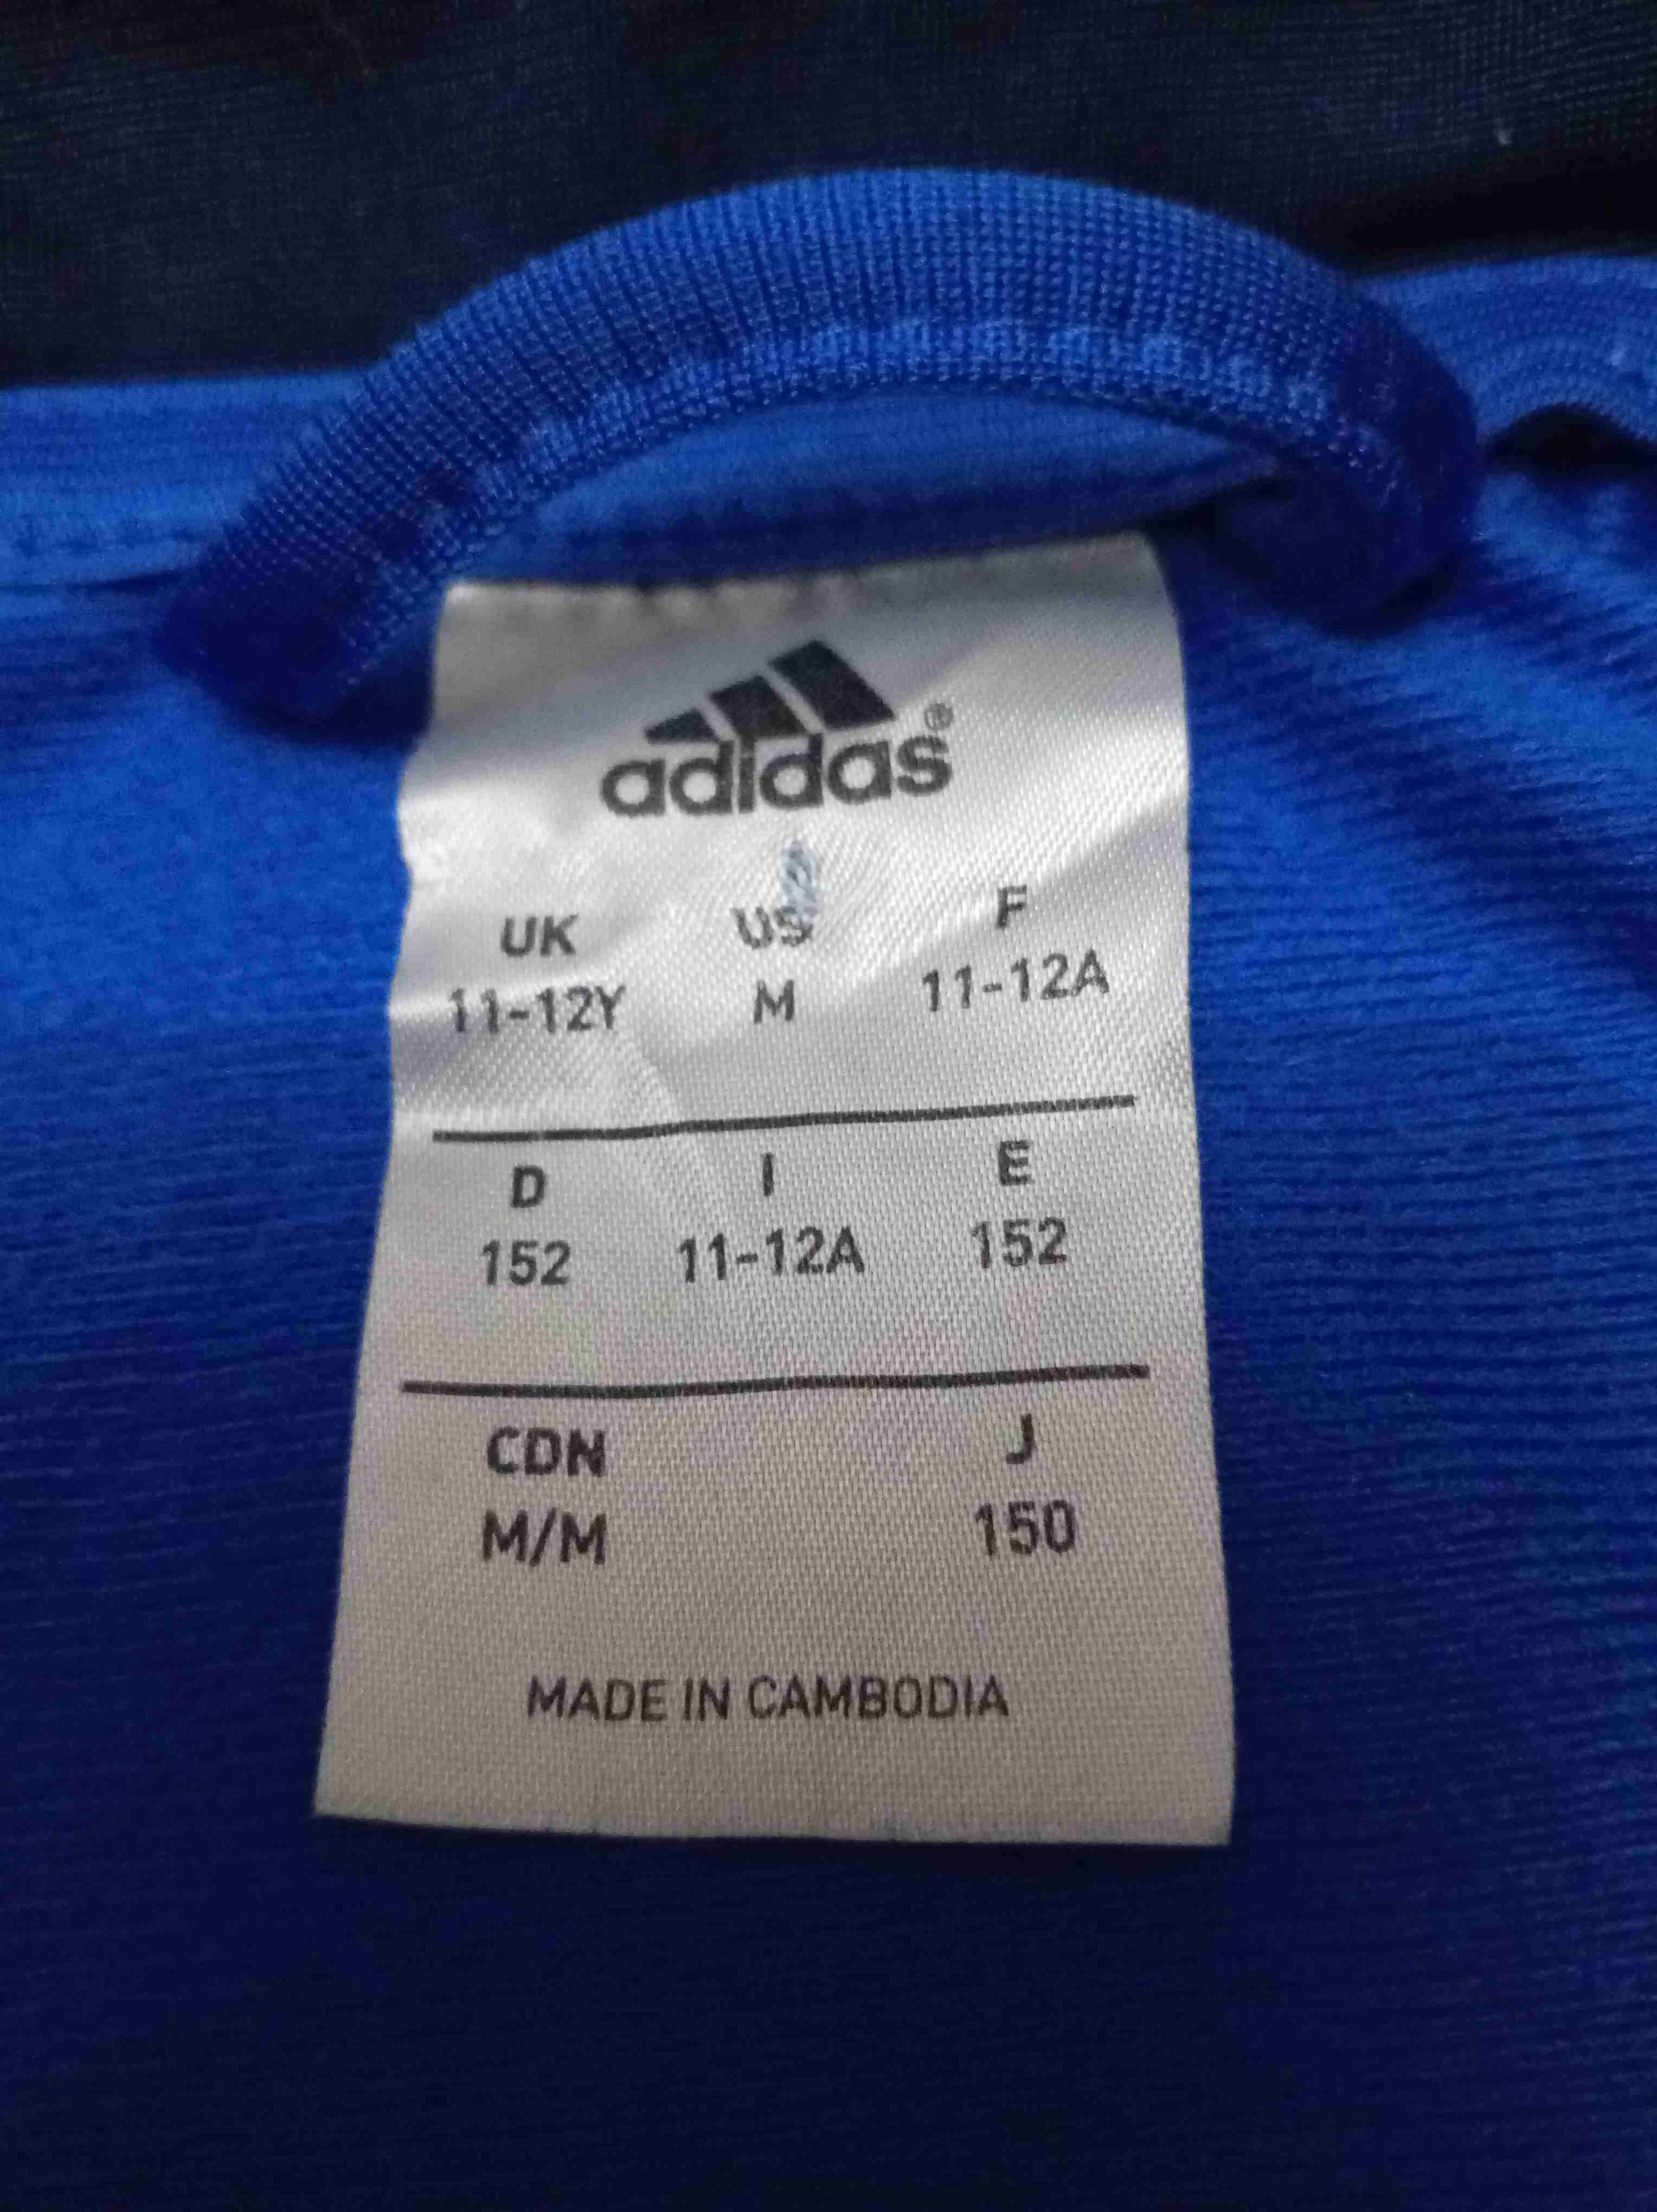 adidas®
UK US F
11-12Y M 11-12A
D I E
152 11-12A 152
CDN J
M/M 150
MADE IN CAMBODIA